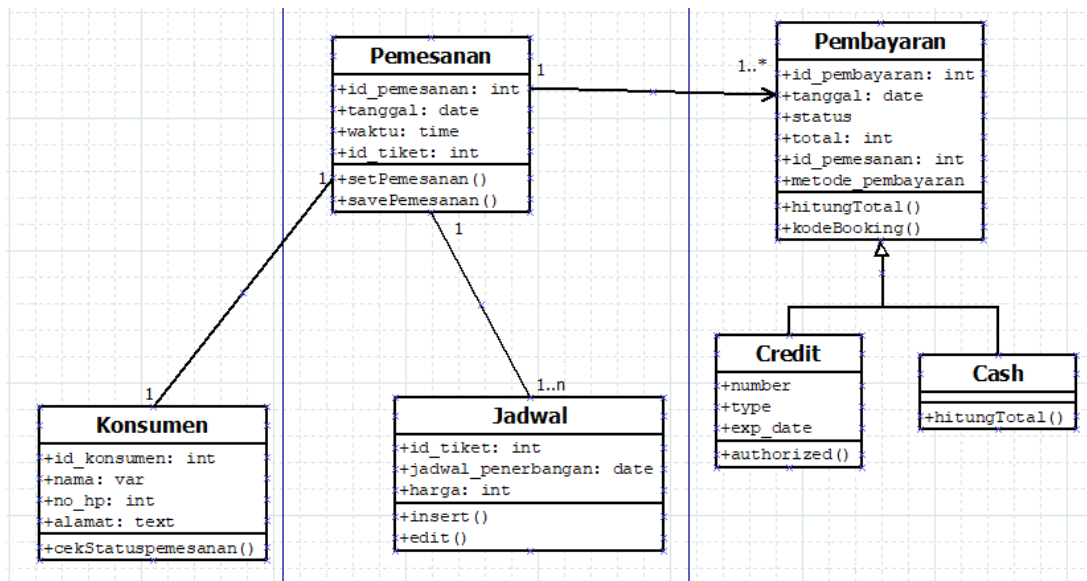 Pemesanan
+id_pemesanan: int
+tanggal: date
+waktu: time
+id_tiket: int
+setPemesanan()
+savePemesanan()
1
1..*
1
1
Pembayaran
+id_pembayaran: int
+tanggal: date
+status
+total: int
+id_pemesanan: int
+metode_pembayaran
+hitungTotal()
+kodeBooking()
1
1..n
Konsumen
+id_konsumen: int
+nama: var
+no_hp: int
+alamat: text
+cekStatuspemesanan()
Jadwal
+id_tiket: int
+jadwal_penerbangan: date
+harga: int
+insert()
+edit()
Credit
+number
+type
+exp_date
+authorized()
Cash
+hitungTotal()